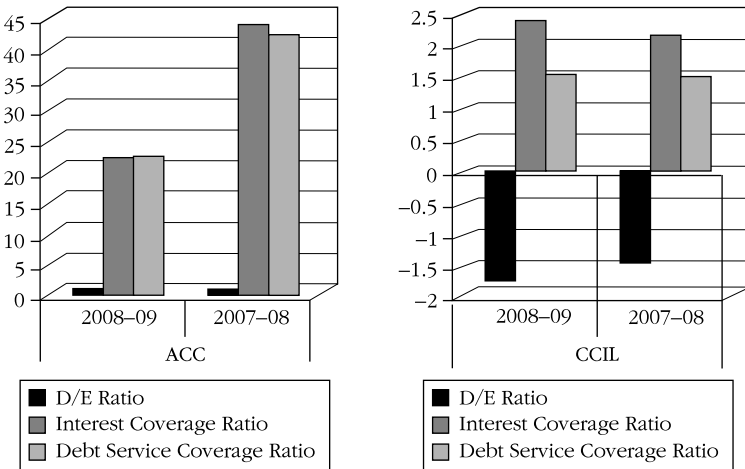 45
40
35
30
25
20
15
10
5
0
2008–09 2007–08
ACC
D/E Ratio
Interest Coverage Ratio
Debt Service Coverage Ratio
2.5
2
1.5
1
0.5
0
−0.5
−1
−1.5
−2
2008–09 2007–08
CCIL
D/E Ratio
Interest Coverage Ratio
Debt Service Coverage Ratio